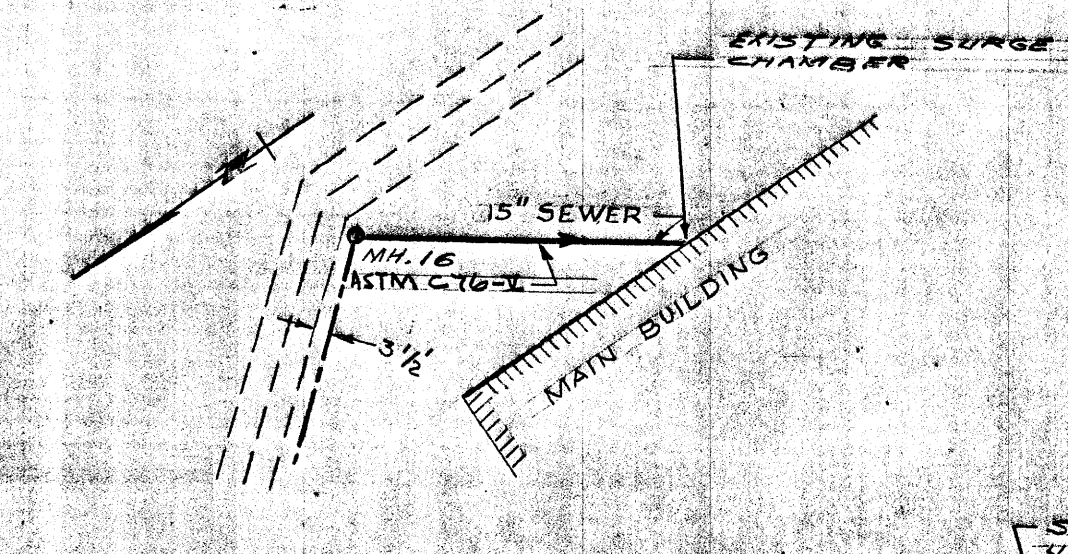 EXISTING SURGE
CHAMBER
N
15" SEWER
MH. 16
ASTM C76-V
3½'
MAIN BUILDING